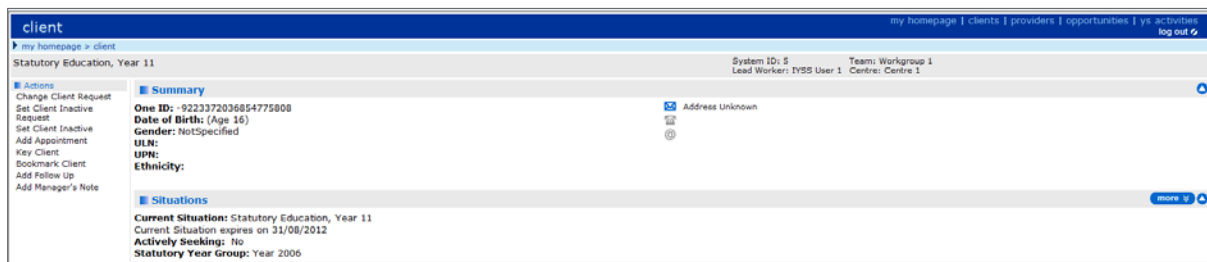 client
my homepage | clients | providers | opportunities | ys activities
log out
my homepage > client
Statutory Education, Year 11
System ID: 5 Team: Workgroup 1
Lead Worker: IYSS User 1 Centre: Centre 1
Actions
Change Client Request
Set Client Inactive
Request
Set Client Inactive
Add Appointment
Key Client
Bookmark Client
Add Follow Up
Add Manager's Note
Summary
One ID: -9223372036854775808
Date of Birth: (Age 16)
Gender: NotSpecified
ULN:
UPN:
Ethnicity:
Address Unknown
Situations
more
Current Situation: Statutory Education, Year 11
Current Situation expires on 31/08/2012
Actively Seeking: No
Statutory Year Group: Year 2006